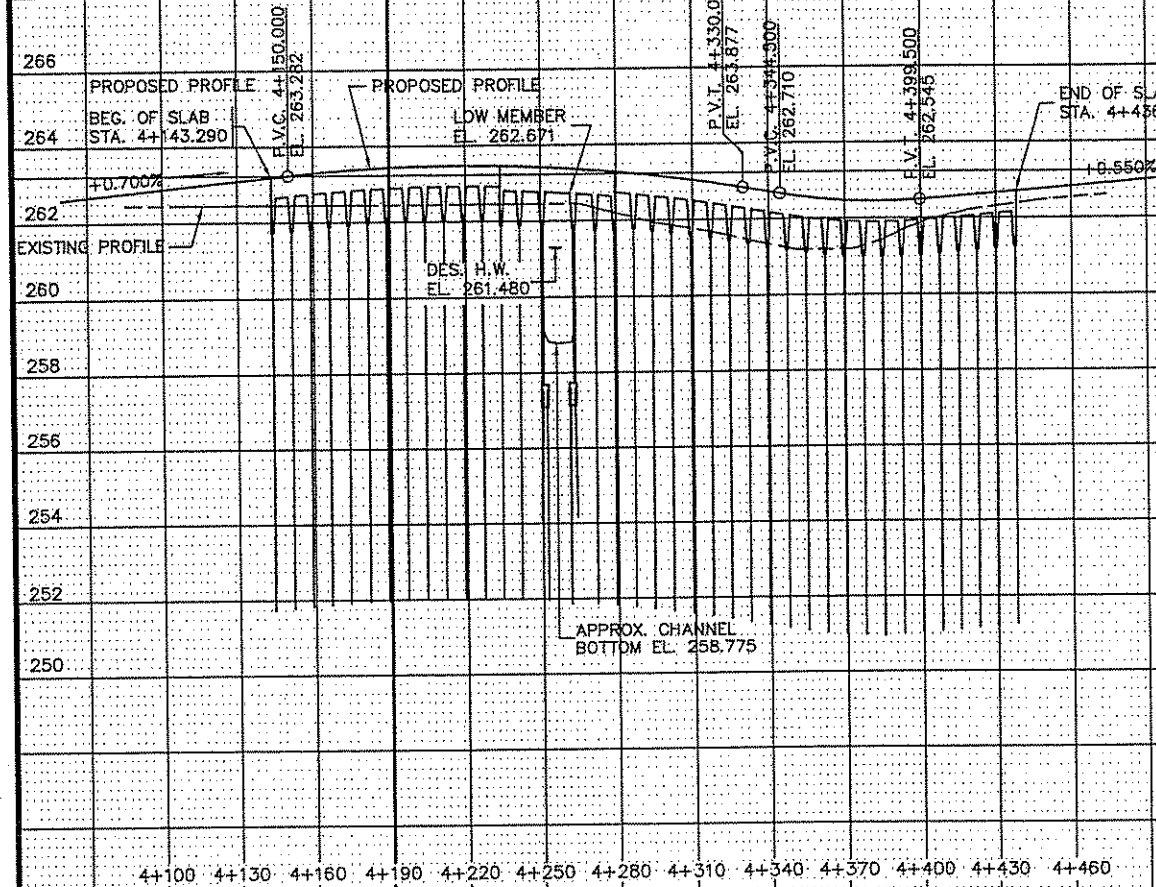 266
264
262
260
258
256
254
252
250
PROPOSED PROFILE
BEG. OF SLAB
STA. 4+143.290
P.V.C. 4+150.000
EL. 263.282
PROPOSED PROFILE
LOW MEMBER
EL. 262.671
P.V.T. 4+330.0
EL. 263.877
P.V.C. 4+344.500
EL. 262.710
P.V.T. 4+399.500
EL. 262.545
END OF SLA
STA. 4+436
+0.700%
+0.550%
EXISTING PROFILE
DES. H.W.
EL. 261.480
APPROX. CHANNEL
BOTTOM EL. 258.775
4+100 4+130 4+160 4+190 4+220 4+250 4+280 4+310 4+340 4+370 4+400 4+430 4+460